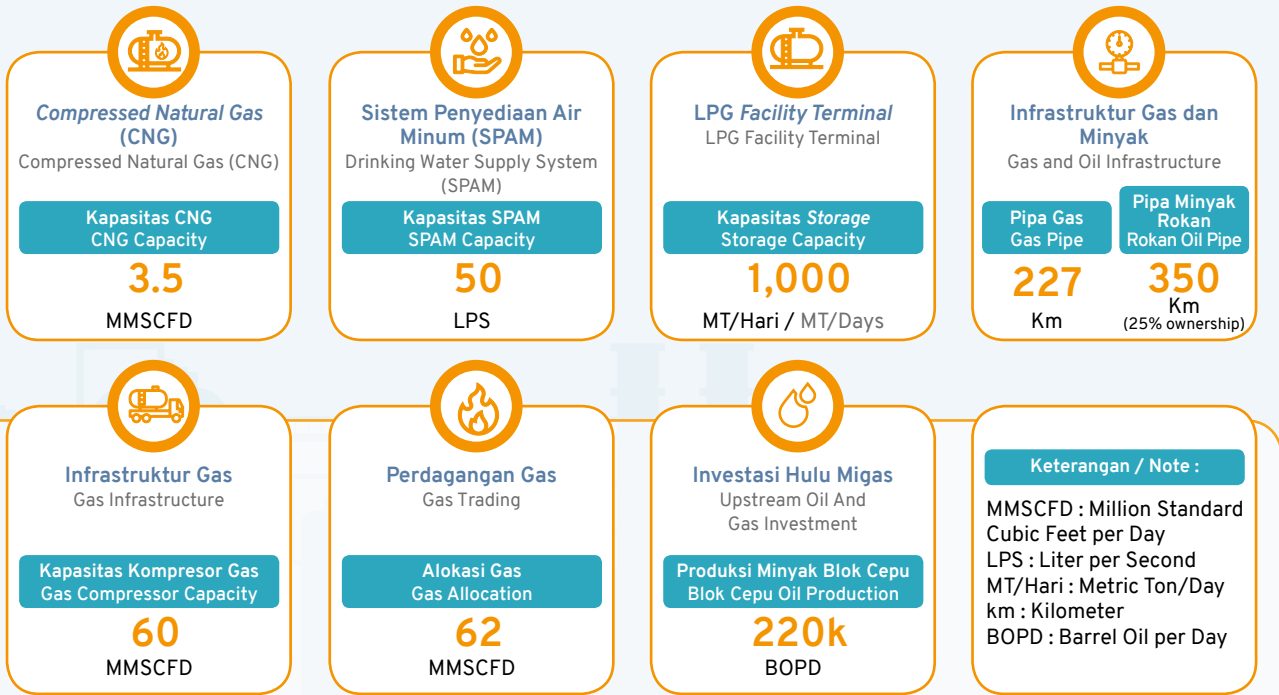 Compressed Natural Gas
(CNG)
Compressed Natural Gas (CNG)
Kapasitas CNG
CNG Capacity
3.5
MMSCFD
Sistem Penyediaan Air
Minum (SPAM)
Drinking Water Supply System
(SPAM)
Kapasitas SPAM
SPAM Capacity
50
LPS
LPG Facility Terminal
LPG Facility Terminal
Kapasitas Storage
Storage Capacity
1,000
MT/Hari / MT/Days
Infrastruktur Gas dan
Minyak
Gas and Oil Infrastructure
Pipa Gas
Gas Pipe
227
Km
Pipa Minyak
Rokan
Rokan Oil Pipe
350
Km
(25% ownership)
Infrastruktur Gas
Gas Infrastructure
Kapasitas Kompresor Gas
Gas Compressor Capacity
60
MMSCFD
Perdagangan Gas
Gas Trading
Alokasi Gas
Gas Allocation
62
MMSCFD
Investasi Hulu Migas
Upstream Oil And
Gas Investment
Produksi Minyak Blok Cepu
Blok Cepu Oil Production
220k
BOPD
Keterangan / Note :
MMSCFD : Million Standard
Cubic Feet per Day
LPS : Liter per Second
MT/Hari : Metric Ton/Day
km : Kilometer
BOPD : Barrel Oil per Day